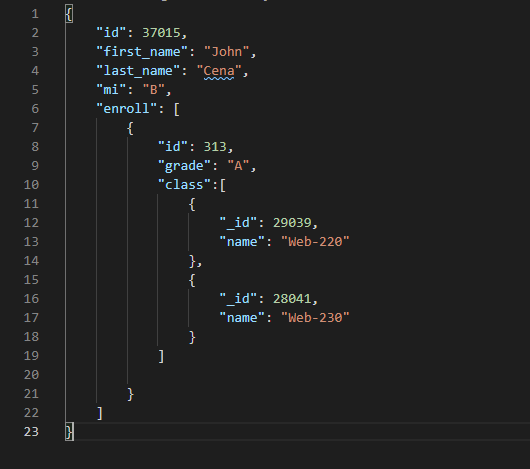 1 {
2     "id": 37015,
3     "first_name": "John",
4     "last_name": "Cena",
5     "mi": "B",
6     "enroll": [
7         {
8             "id": 313,
9             "grade": "A",
10             "class":[
11                 {
12                     "_id": 29039,
13                     "name": "Web-220"
14                 },
15                 {
16                     "_id": 28041,
17                     "name": "Web-230"
18                 }
19             ]
20
21         }
22     ]
23 }